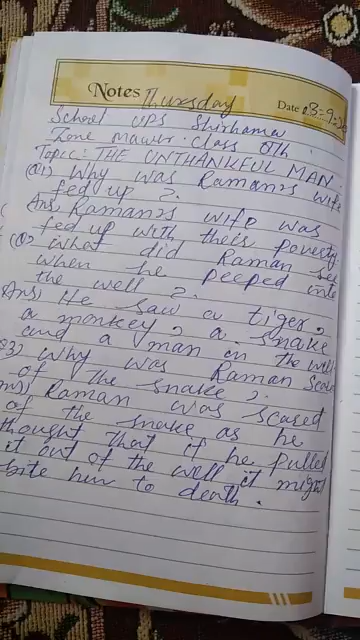 Notes Thursday
Date 03-9-20
School UPS Shirhama
Zone Mawer. Class 8th
Topic: THE UNTHANKFUL MAN
Q1) Why was Raman's wife
fed up ?.
Ans, Raman's wife was
fed up with their poverty.
Q2 What did Raman see
when he peeped into
the well ?.
Ans) He saw a tiger,
a monkey, a snake
and a man in the well
Q3) Why was Raman scared
of the snake ?.
Ans) Raman was scared
of the snake as he
thought that if he pulled
it out of the well it might
bite him to death.